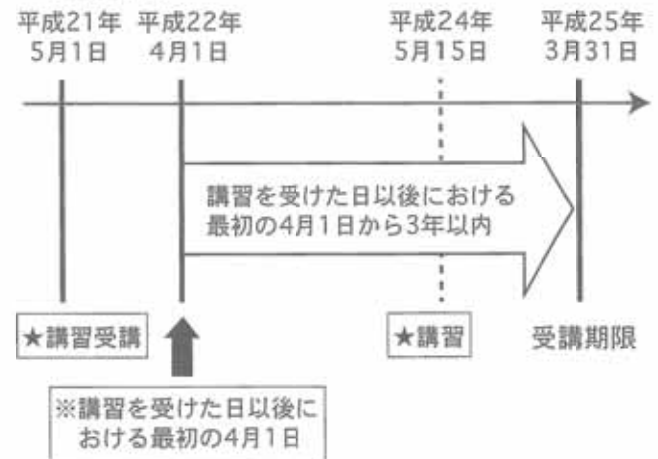 平成21年 平成22年 平成24年 平成25年
5月1日 4月1日 5月15日 3月31日
講習を受けた日以後における
最初の4月1日から3年以内
★講習受講 ★講習 受講期限
※講習を受けた日以後に
おける最初の4月1日